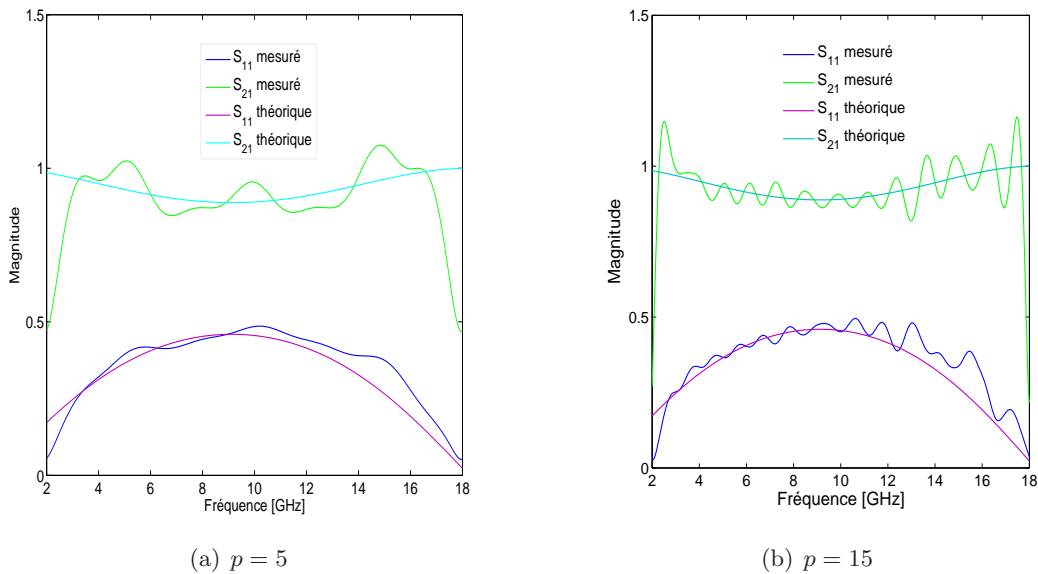 1.5
S11 mesuré
S21 mesuré
S11 théorique
S21 théorique
1
Magnitude
0.5
0
2 4 6 8 10 12 14 16 18
Fréquence [GHz]
(a) p = 5
1.5
S11 mesuré
S21 mesuré
S11 théorique
S21 théorique
1
Magnitude
0.5
0
2 4 6 8 10 12 14 16 18
Fréquence [GHz]
(b) p = 15